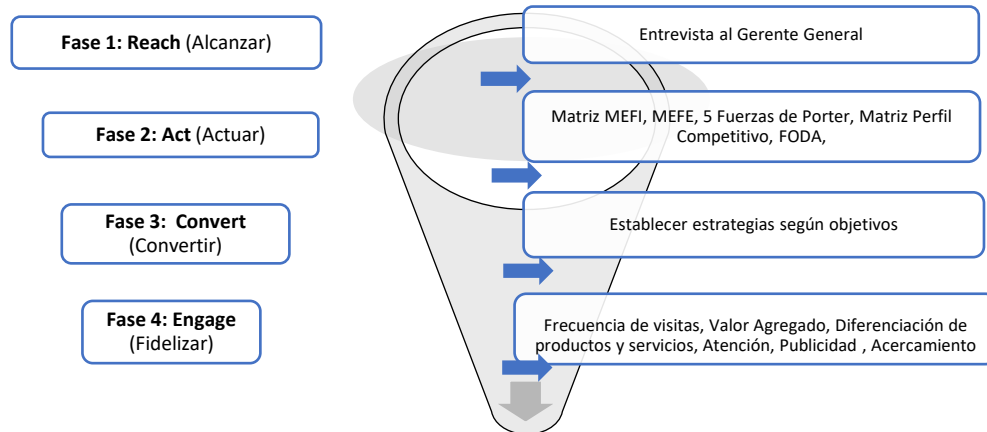 Fase 1: Reach (Alcanzar)
Entrevista al Gerente General
Fase 2: Act (Actuar)
Matriz MEFI, MEFE, 5 Fuerzas de Porter, Matriz Perfil
Competitivo, FODA,
Fase 3:  Convert
(Convertir)
Establecer estrategias según objetivos
Fase 4: Engage
(Fidelizar)
Frecuencia de visitas, Valor Agregado, Diferenciación de
productos y servicios, Atención, Publicidad , Acercamiento